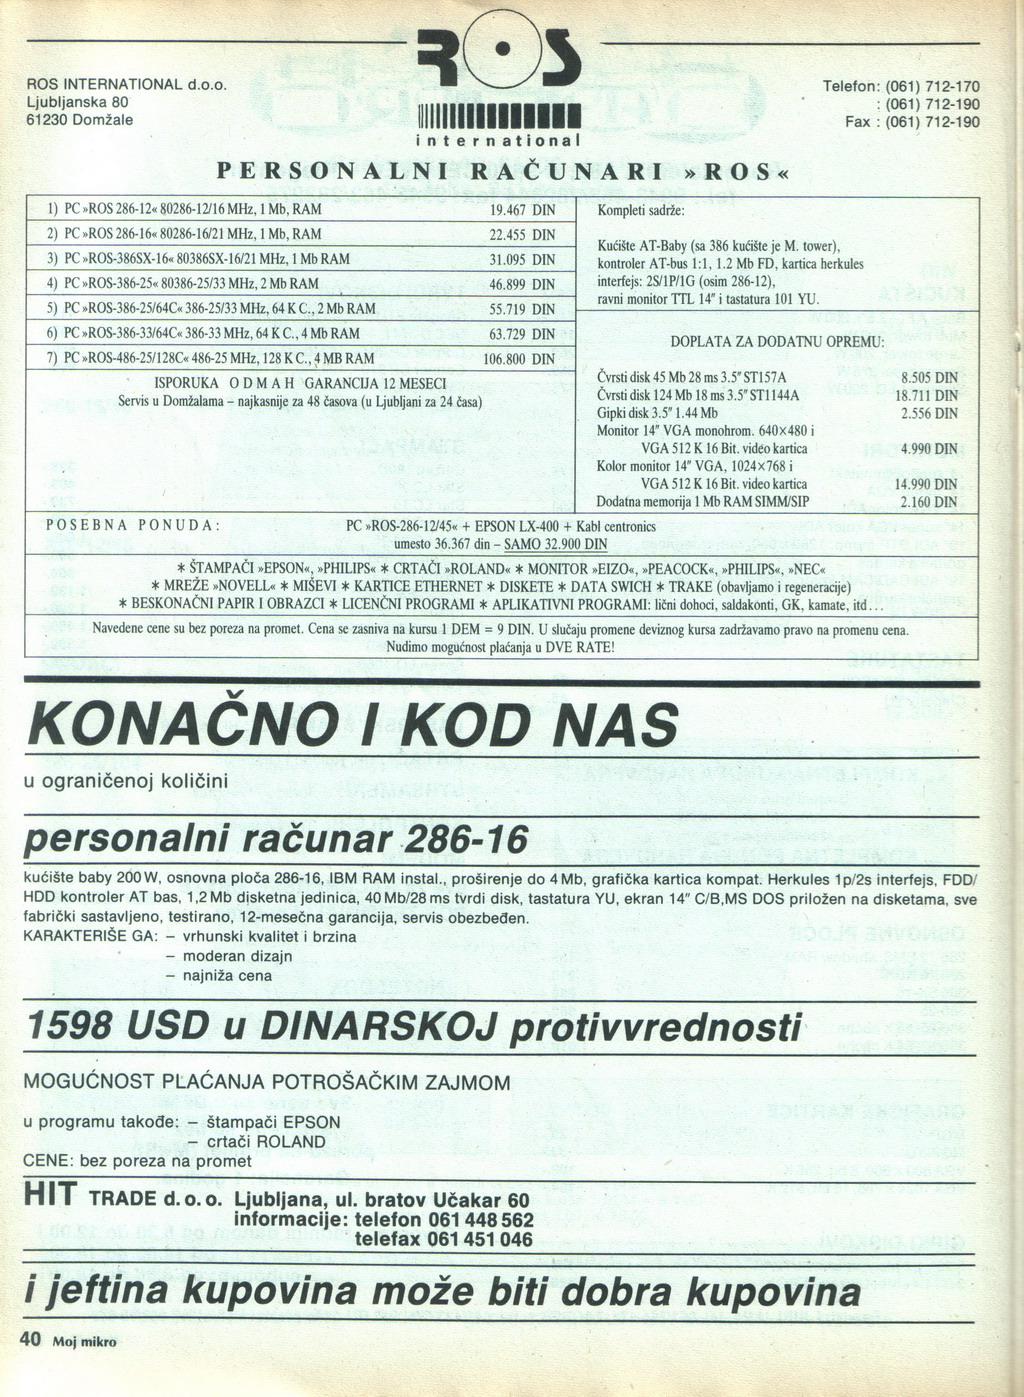 ROS
international
ROS INTERNATIONAL d.o.o.
Ljubljanska 80
61230 Domžale
Telefon: (061) 712-170
: (061) 712-190
Fax : (061) 712-190
PERSONALNI RAČUNARI »ROS«
1) PC »ROS 286-12« 80286-12/16 MHz, 1 Mb, RAM 19.467 DIN
2) PC »ROS 286-16« 80286-16/21 MHz, 1 Mb, RAM 22.455 DIN
3) PC »ROS-386SX-16« 80386SX-16/21 MHz, 1 Mb RAM 31.095 DIN
4) PC »ROS-386-25« 80386-25/33 MHz, 2 Mb RAM 46.899 DIN
5) PC »ROS-386-25/64C« 386-25/33 MHz, 64 K C., 2 Mb RAM 55.719 DIN
6) PC »ROS-386-33/64C« 386-33 MHz, 64 K C., 4 Mb RAM 63.729 DIN
7) PC »ROS-486-25/128C« 486-25 MHz, 128 K C., 4 MB RAM 106.800 DIN
ISPORUKA O D M A H GARANCIJA 12 MESECI
Servis u Domžalama – najkasnije za 48 časova (u Ljubljani za 24 časa)
Kompleti sadrže:
Kućište AT-Baby (sa 386 kućište je M. tower),
kontroler AT-bus 1:1, 1.2 Mb FD, kartica herkules
interfejs: 2S/1P/1G (osim 286-12),
ravni monitor TTL 14" i tastatura 101 YU.
DOPLATA ZA DODATNU OPREMU:
Čvrsti disk 45 Mb 28 ms 3.5" ST157A 8.505 DIN
Čvrsti disk 124 Mb 18 ms 3.5" ST1144A 18.711 DIN
Gipki disk 3.5" 1.44 Mb 2.556 DIN
Monitor 14" VGA monohrom. 640x480 i
VGA 512 K 16 Bit. video kartica 4.990 DIN
Kolor monitor 14" VGA, 1024x768 i
VGA 512 K 16 Bit. video kartica 14.990 DIN
Dodatna memorija 1 Mb RAM SIMM/SIP 2.160 DIN
POSEBNA PONUDA: PC »ROS-286-12/45« + EPSON LX-400 + Kabl centronics
umesto 36.367 din – SAMO 32.900 DIN
* ŠTAMPAČI »EPSON«, »PHILIPS« * CRTAČI »ROLAND« * MONITOR »EIZO«, »PEACOCK«, »PHILIPS«, »NEC«
* MREŽE »NOVELL« * MIŠEVI * KARTICE ETHERNET * DISKETE * DATA SWICH * TRAKE (obavljamo i regeneracije)
* BESKONAČNI PAPIR I OBRAZCI * LICENČNI PROGRAMI * APLIKATIVNI PROGRAMI: lični dohoci, saldakonti, GK, kamate, itd...
Navedene cene su bez poreza na promet. Cena se zasniva na kursu 1 DEM = 9 DIN. U slučaju promene deviznog kursa zadržavamo pravo na promenu cena.
Nudimo mogućnost plaćanja u DVE RATE!
KONAČNO I KOD NAS
u ograničenoj količini
personalni računar 286-16
kućište baby 200 W, osnovna ploča 286-16, IBM RAM instal., proširenje do 4 Mb, grafička kartica kompat. Herkules 1p/2s interfejs, FDD/
HDD kontroler AT bas, 1,2 Mb disketna jedinica, 40 Mb/28 ms tvrdi disk, tastatura YU, ekran 14" C/B,MS DOS priložen na disketama, sve
fabrički sastavljeno, testirano, 12-mesečna garancija, servis obezbeđen.
KARAKTERIŠE GA: – vrhunski kvalitet i brzina
– moderan dizajn
– najniža cena
1598 USD u DINARSKOJ protivvrednosti
MOGUĆNOST PLAĆANJA POTROŠAČKIM ZAJMOM
u programu takođe: – štampači EPSON
– crtači ROLAND
CENE: bez poreza na promet
HIT TRADE d.o.o. Ljubljana, ul. bratov Učakar 60
informacije: telefon 061 448 562
telefax 061 451 046
i jeftina kupovina može biti dobra kupovina
40 Moj mikro